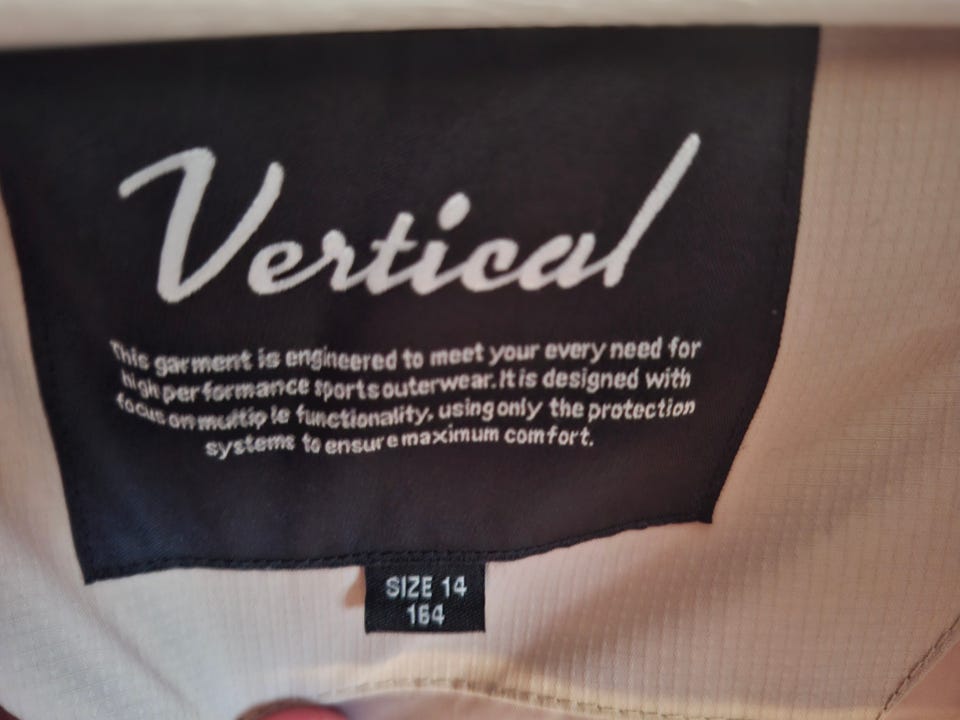 Vertical
This garment is engineered to meet your every need for
high performance sports outerwear. It is designed with
focus on multiple functionality, using only the protection
systems to ensure maximum comfort.
SIZE 14
164